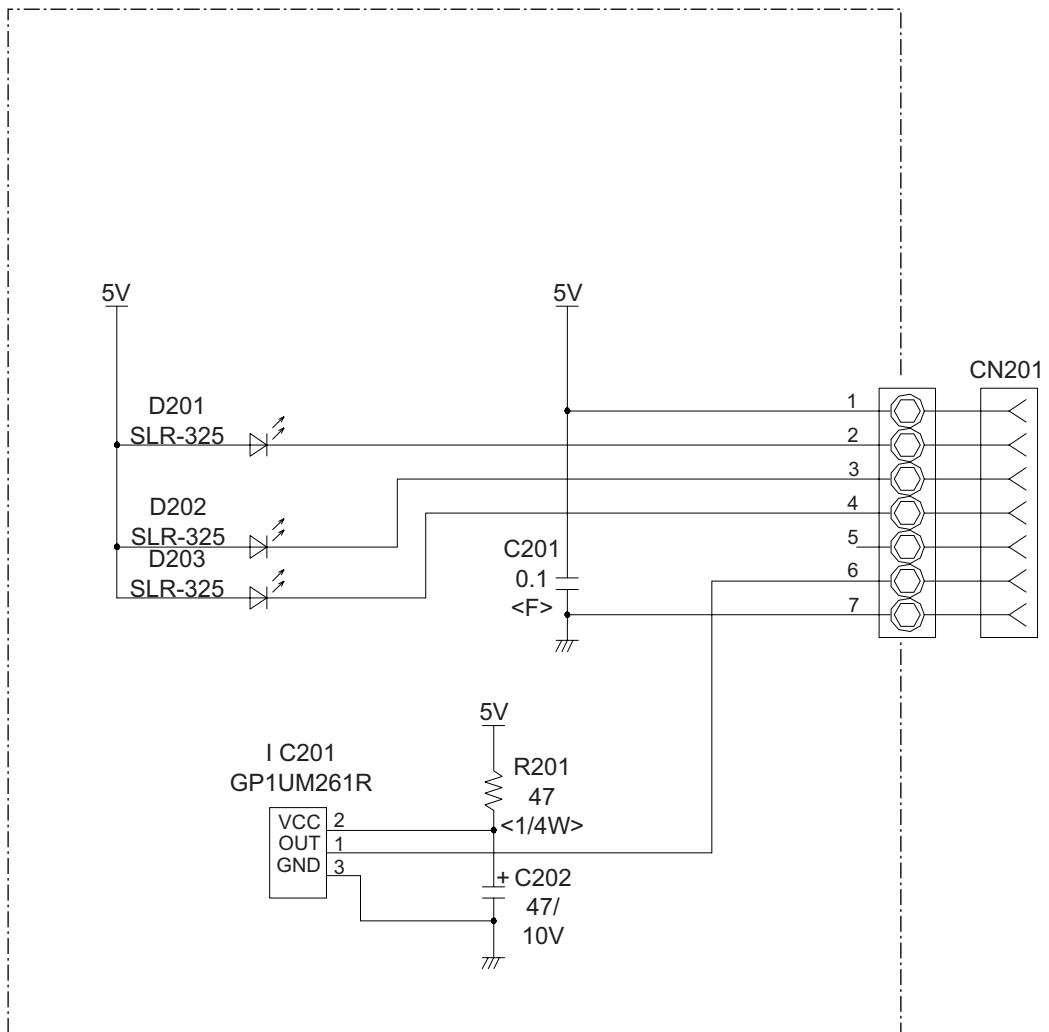 5V
5V
CN201
D201
SLR-325
D202
SLR-325
D203
SLR-325
1
2
3
4
5
6
7
C201
0.1
<F>
5V
I C201
GP1UM261R
R201
47
<1/4W>
VCC 2
OUT 1
GND 3
+ C202
47/
10V